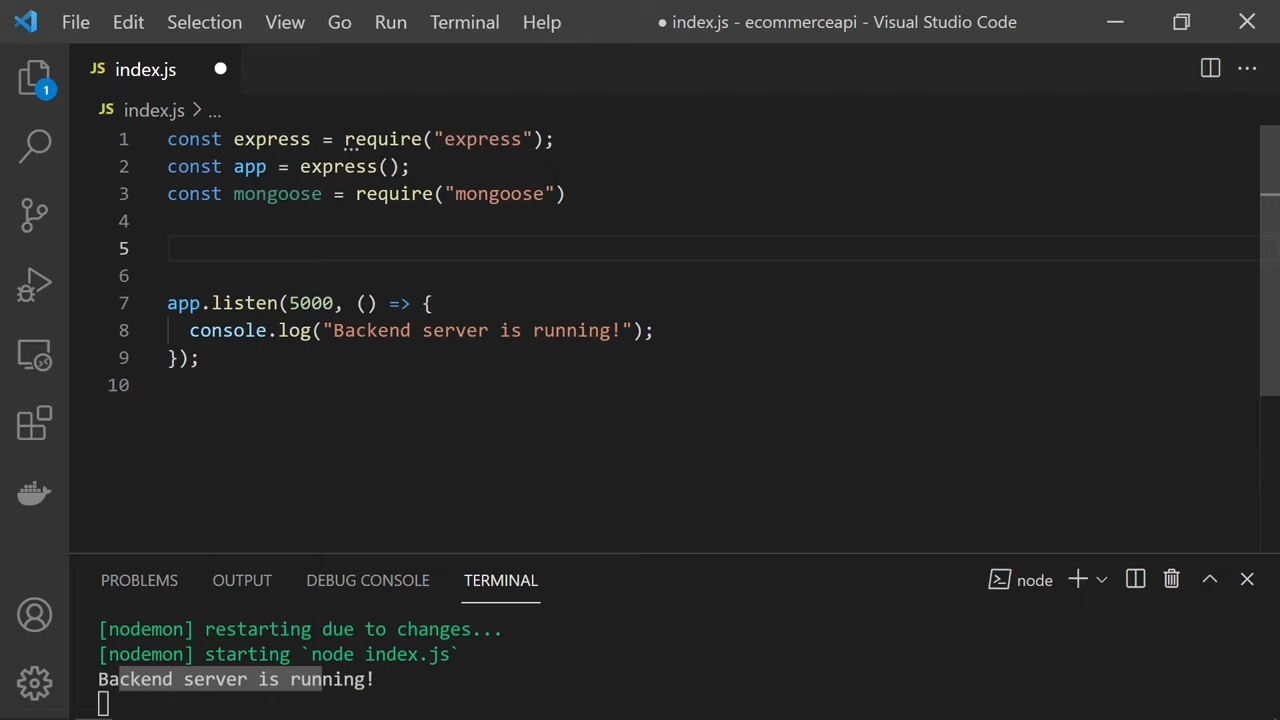 File Edit Selection View Go Run Terminal Help ● index.js - ecommerceapi - Visual Studio Code
JS index.js
1
JS index.js > ...
1 const express = require("express");
2 const app = express();
3 const mongoose = require("mongoose")
4
5
6
7 app.listen(5000, () => {
8 console.log("Backend server is running!");
9 });
10
PROBLEMS OUTPUT DEBUG CONSOLE TERMINAL node
[nodemon] restarting due to changes...
[nodemon] starting `node index.js`
Backend server is running!